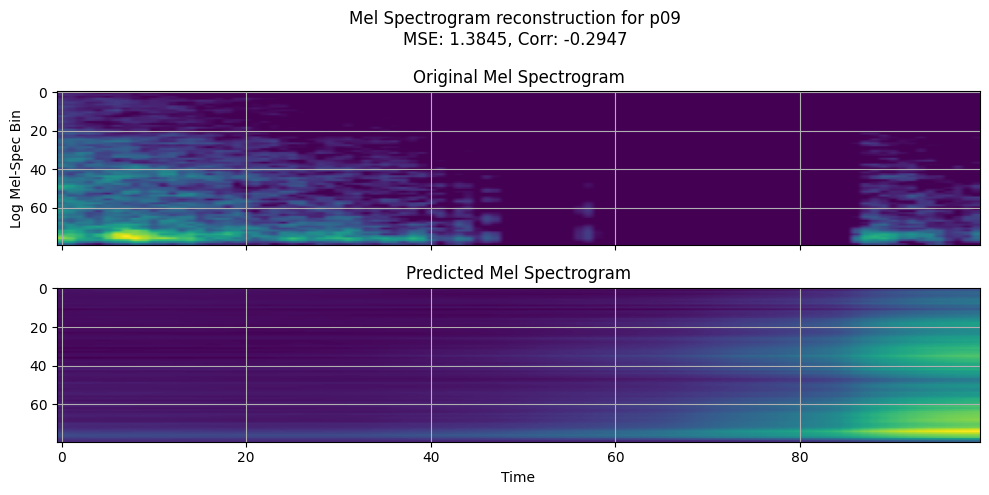 Mel Spectrogram reconstruction for p09
MSE: 1.3845, Corr: -0.2947
Original Mel Spectrogram
Log Mel-Spec Bin
0
20
40
60
Predicted Mel Spectrogram
0
20
40
60
0 20 40 60 80
Time